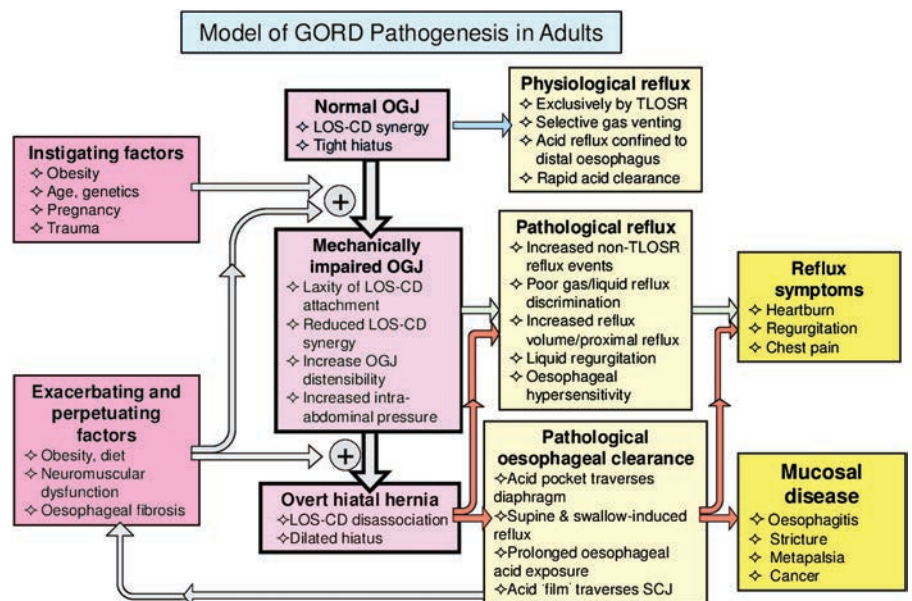 Model of GORD Pathogenesis in Adults
Normal OGJ
✧ LOS-CD synergy
✧ Tight hiatus
Physiological reflux
✧ Exclusively by TLOSR
✧ Selective gas venting
✧ Acid reflux confined to
distal oesophagus
✧ Rapid acid clearance
Instigating factors
✧ Obesity
✧ Age, genetics
✧ Pregnancy
✧ Trauma
+
Mechanically
impaired OGJ
✧ Laxity of LOS-CD
attachment
✧ Reduced LOS-CD
synergy
✧ Increase OGJ
distensibility
✧ Increased intra-
abdominal pressure
Pathological reflux
✧ Increased non-TLOSR
reflux events
✧ Poor gas/liquid reflux
discrimination
✧ Increased reflux
volume/proximal reflux
✧ Liquid regurgitation
✧ Oesophageal
hypersensitivity
Reflux
symptoms
✧ Heartburn
✧ Regurgitation
✧ Chest pain
Exacerbating and
perpetuating
factors
✧ Obesity, diet
✧ Neuromuscular
dysfunction
✧ Oesophageal fibrosis
+
Overt hiatal hernia
✧LOS-CD disassociation
✧Dilated hiatus
Pathological
oesophageal clearance
✧Acid pocket traverses
diaphragm
✧Supine & swallow-induced
reflux
✧Prolonged oesophageal
acid exposure
✧Acid 'film' traverses SCJ
Mucosal
disease
✧ Oesophagitis
✧ Stricture
✧ Metapalsia
✧ Cancer